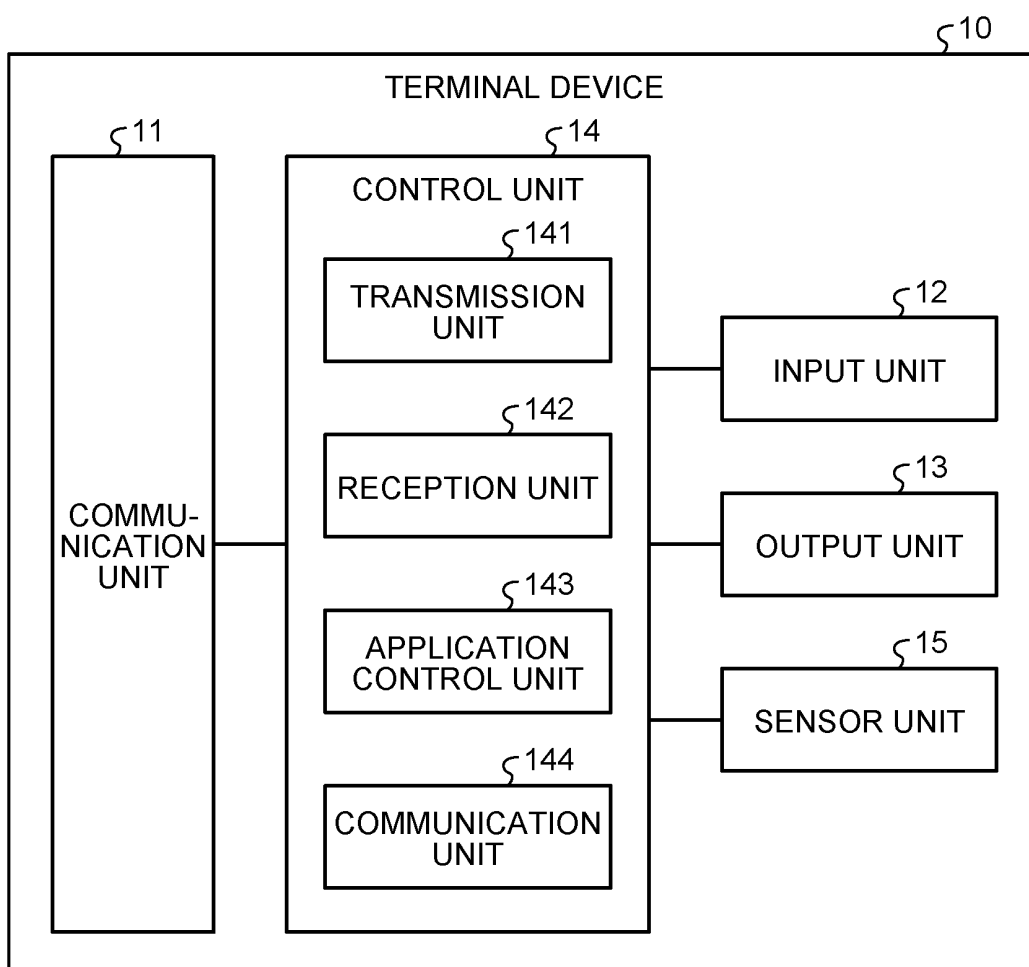 10
TERMINAL DEVICE
11
COMMU-
NICATION
UNIT
14
CONTROL UNIT
141
TRANSMISSION
UNIT
142
RECEPTION UNIT
143
APPLICATION
CONTROL UNIT
144
COMMUNICATION
UNIT
12
INPUT UNIT
13
OUTPUT UNIT
15
SENSOR UNIT